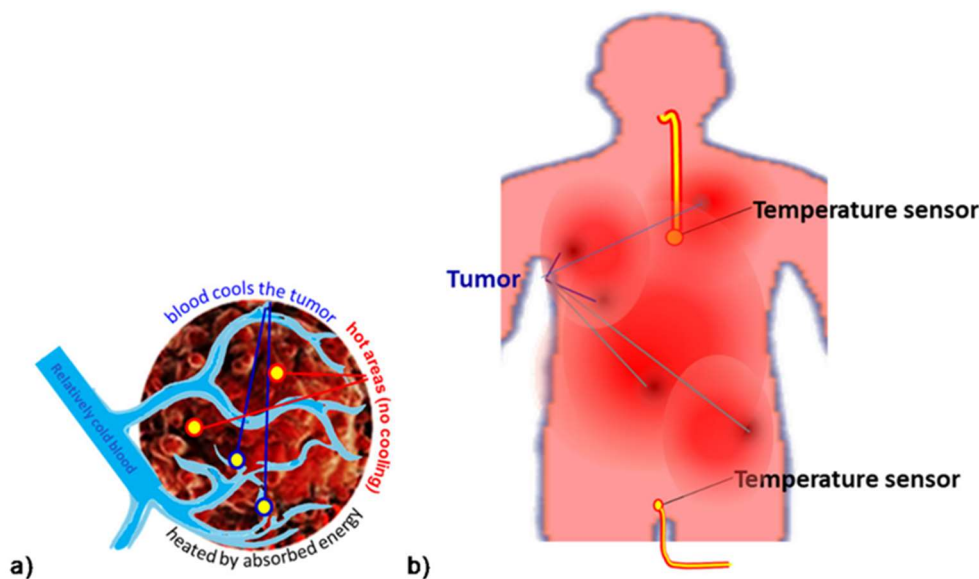 blood cools the tumor
hot areas (no cooling)
Relatively cold blood
heated by absorbed energy
a)
Temperature sensor
Tumor
Temperature sensor
b)